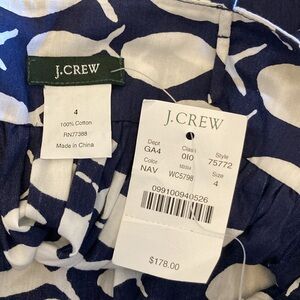 J.CREW
4
100% Cotton
RN77388
Made in China
J.CREW
Dept Class Style
GA4 0I0 75772
Color Size
NAV WC5798 4
099100940526
$178.00